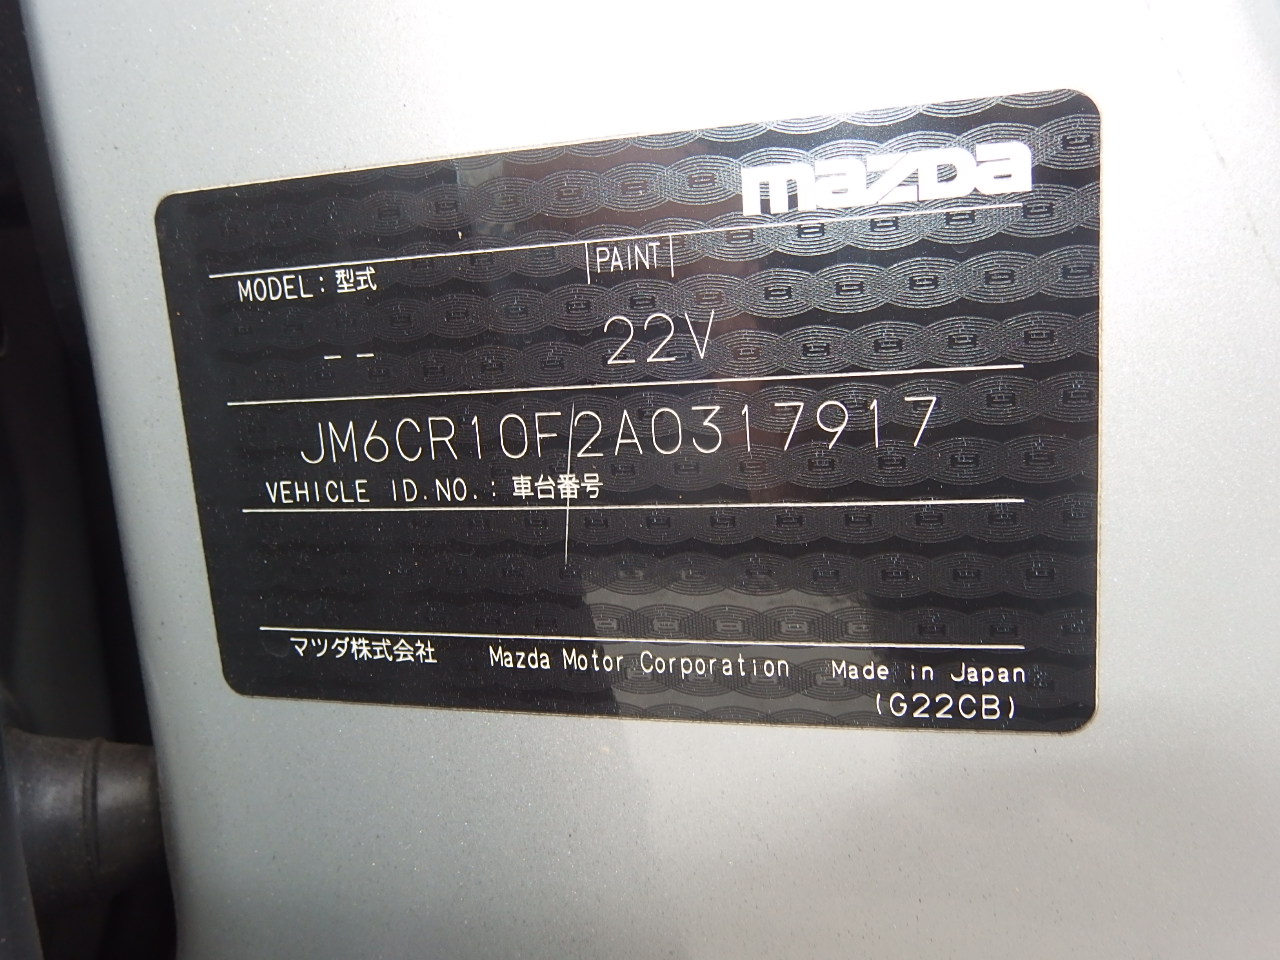 mazda
MODEL : 型式 PAINT
-- 22V
JM6CR10F2A0317917
VEHICLE ID.NO. : 車台番号
マツダ株式会社 Mazda Motor Corporation Made in Japan
(G22CB)